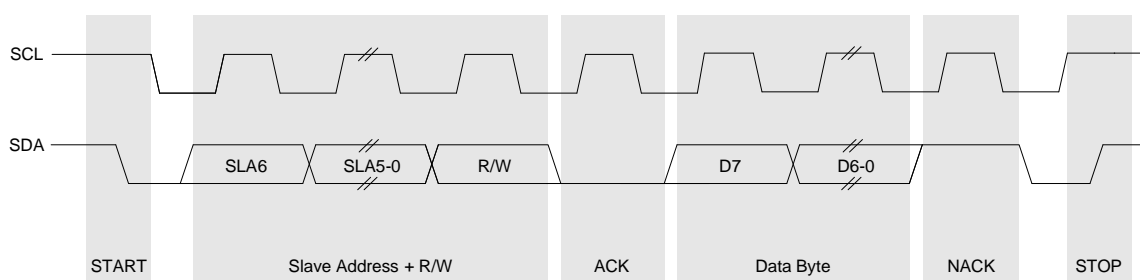 SCL
SDA
SLA6 SLA5-0 R/W D7 D6-0
START Slave Address + R/W ACK Data Byte NACK STOP